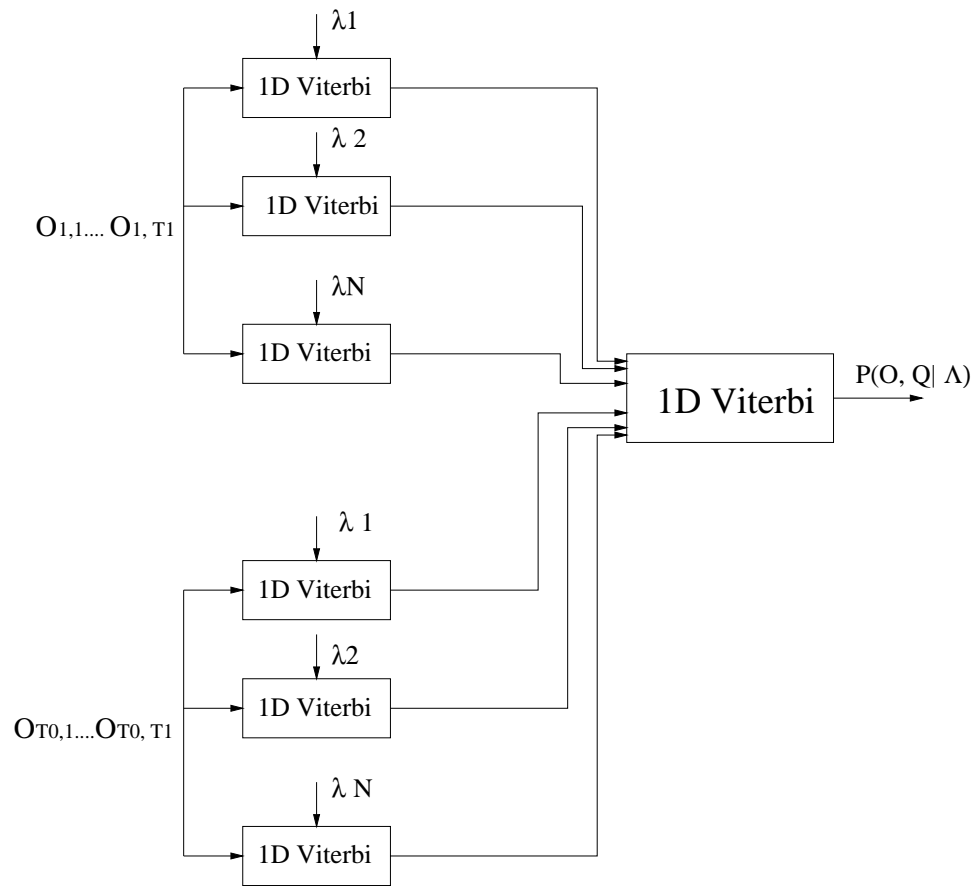 λ1
1D Viterbi
λ 2
1D Viterbi
O1,1.... O1, T1
λN
1D Viterbi
P(O, Q| Λ)
1D Viterbi
λ 1
1D Viterbi
λ2
1D Viterbi
OT0,1....OT0, T1
λ N
1D Viterbi